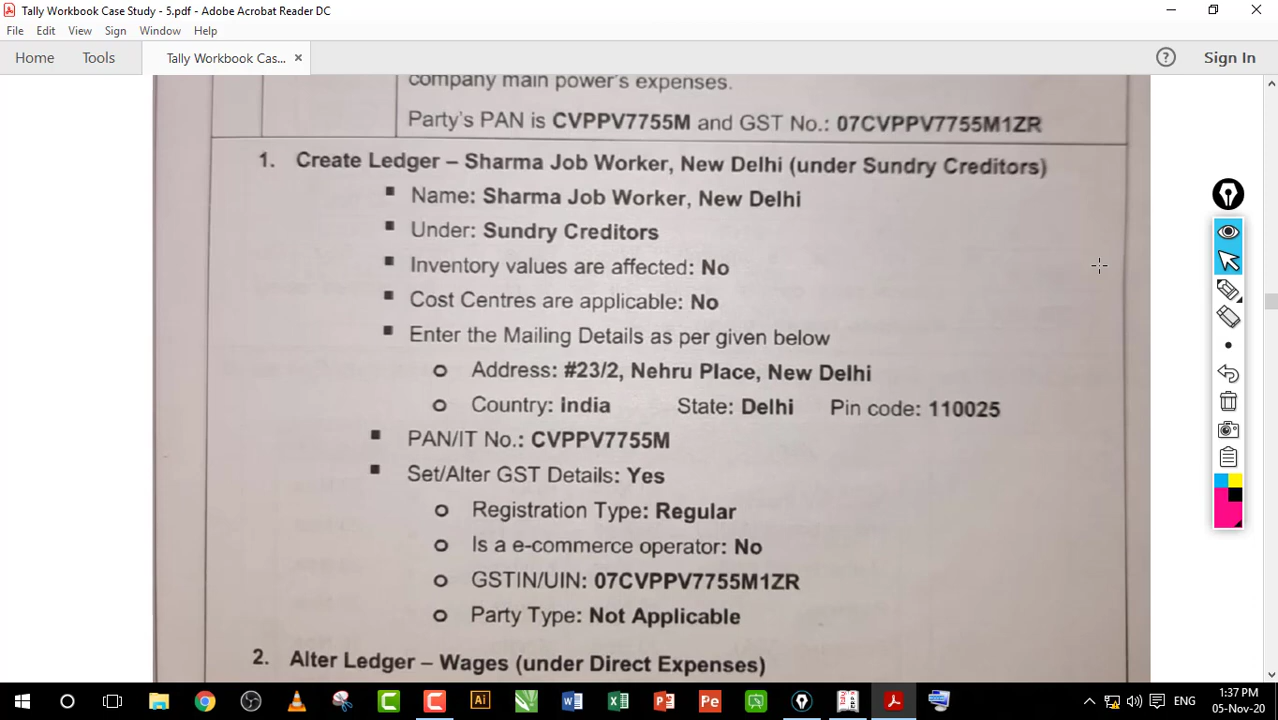 Tally Workbook Case Study - 5.pdf - Adobe Acrobat Reader DC
File Edit View Sign Window Help
Home Tools Tally Workbook Cas... × ? Sign In
company main power's expenses.
Party's PAN is CVPPV7755M and GST No.: 07CVPPV7755M1ZR
1. Create Ledger – Sharma Job Worker, New Delhi (under Sundry Creditors)
▪ Name: Sharma Job Worker, New Delhi
▪ Under: Sundry Creditors
▪ Inventory values are affected: No
▪ Cost Centres are applicable: No
▪ Enter the Mailing Details as per given below
o Address: #23/2, Nehru Place, New Delhi
o Country: India State: Delhi Pin code: 110025
▪ PAN/IT No.: CVPPV7755M
▪ Set/Alter GST Details: Yes
o Registration Type: Regular
o Is a e-commerce operator: No
o GSTIN/UIN: 07CVPPV7755M1ZR
o Party Type: Not Applicable
2. Alter Ledger – Wages (under Direct Expenses)
ENG
1:37 PM
05-Nov-20